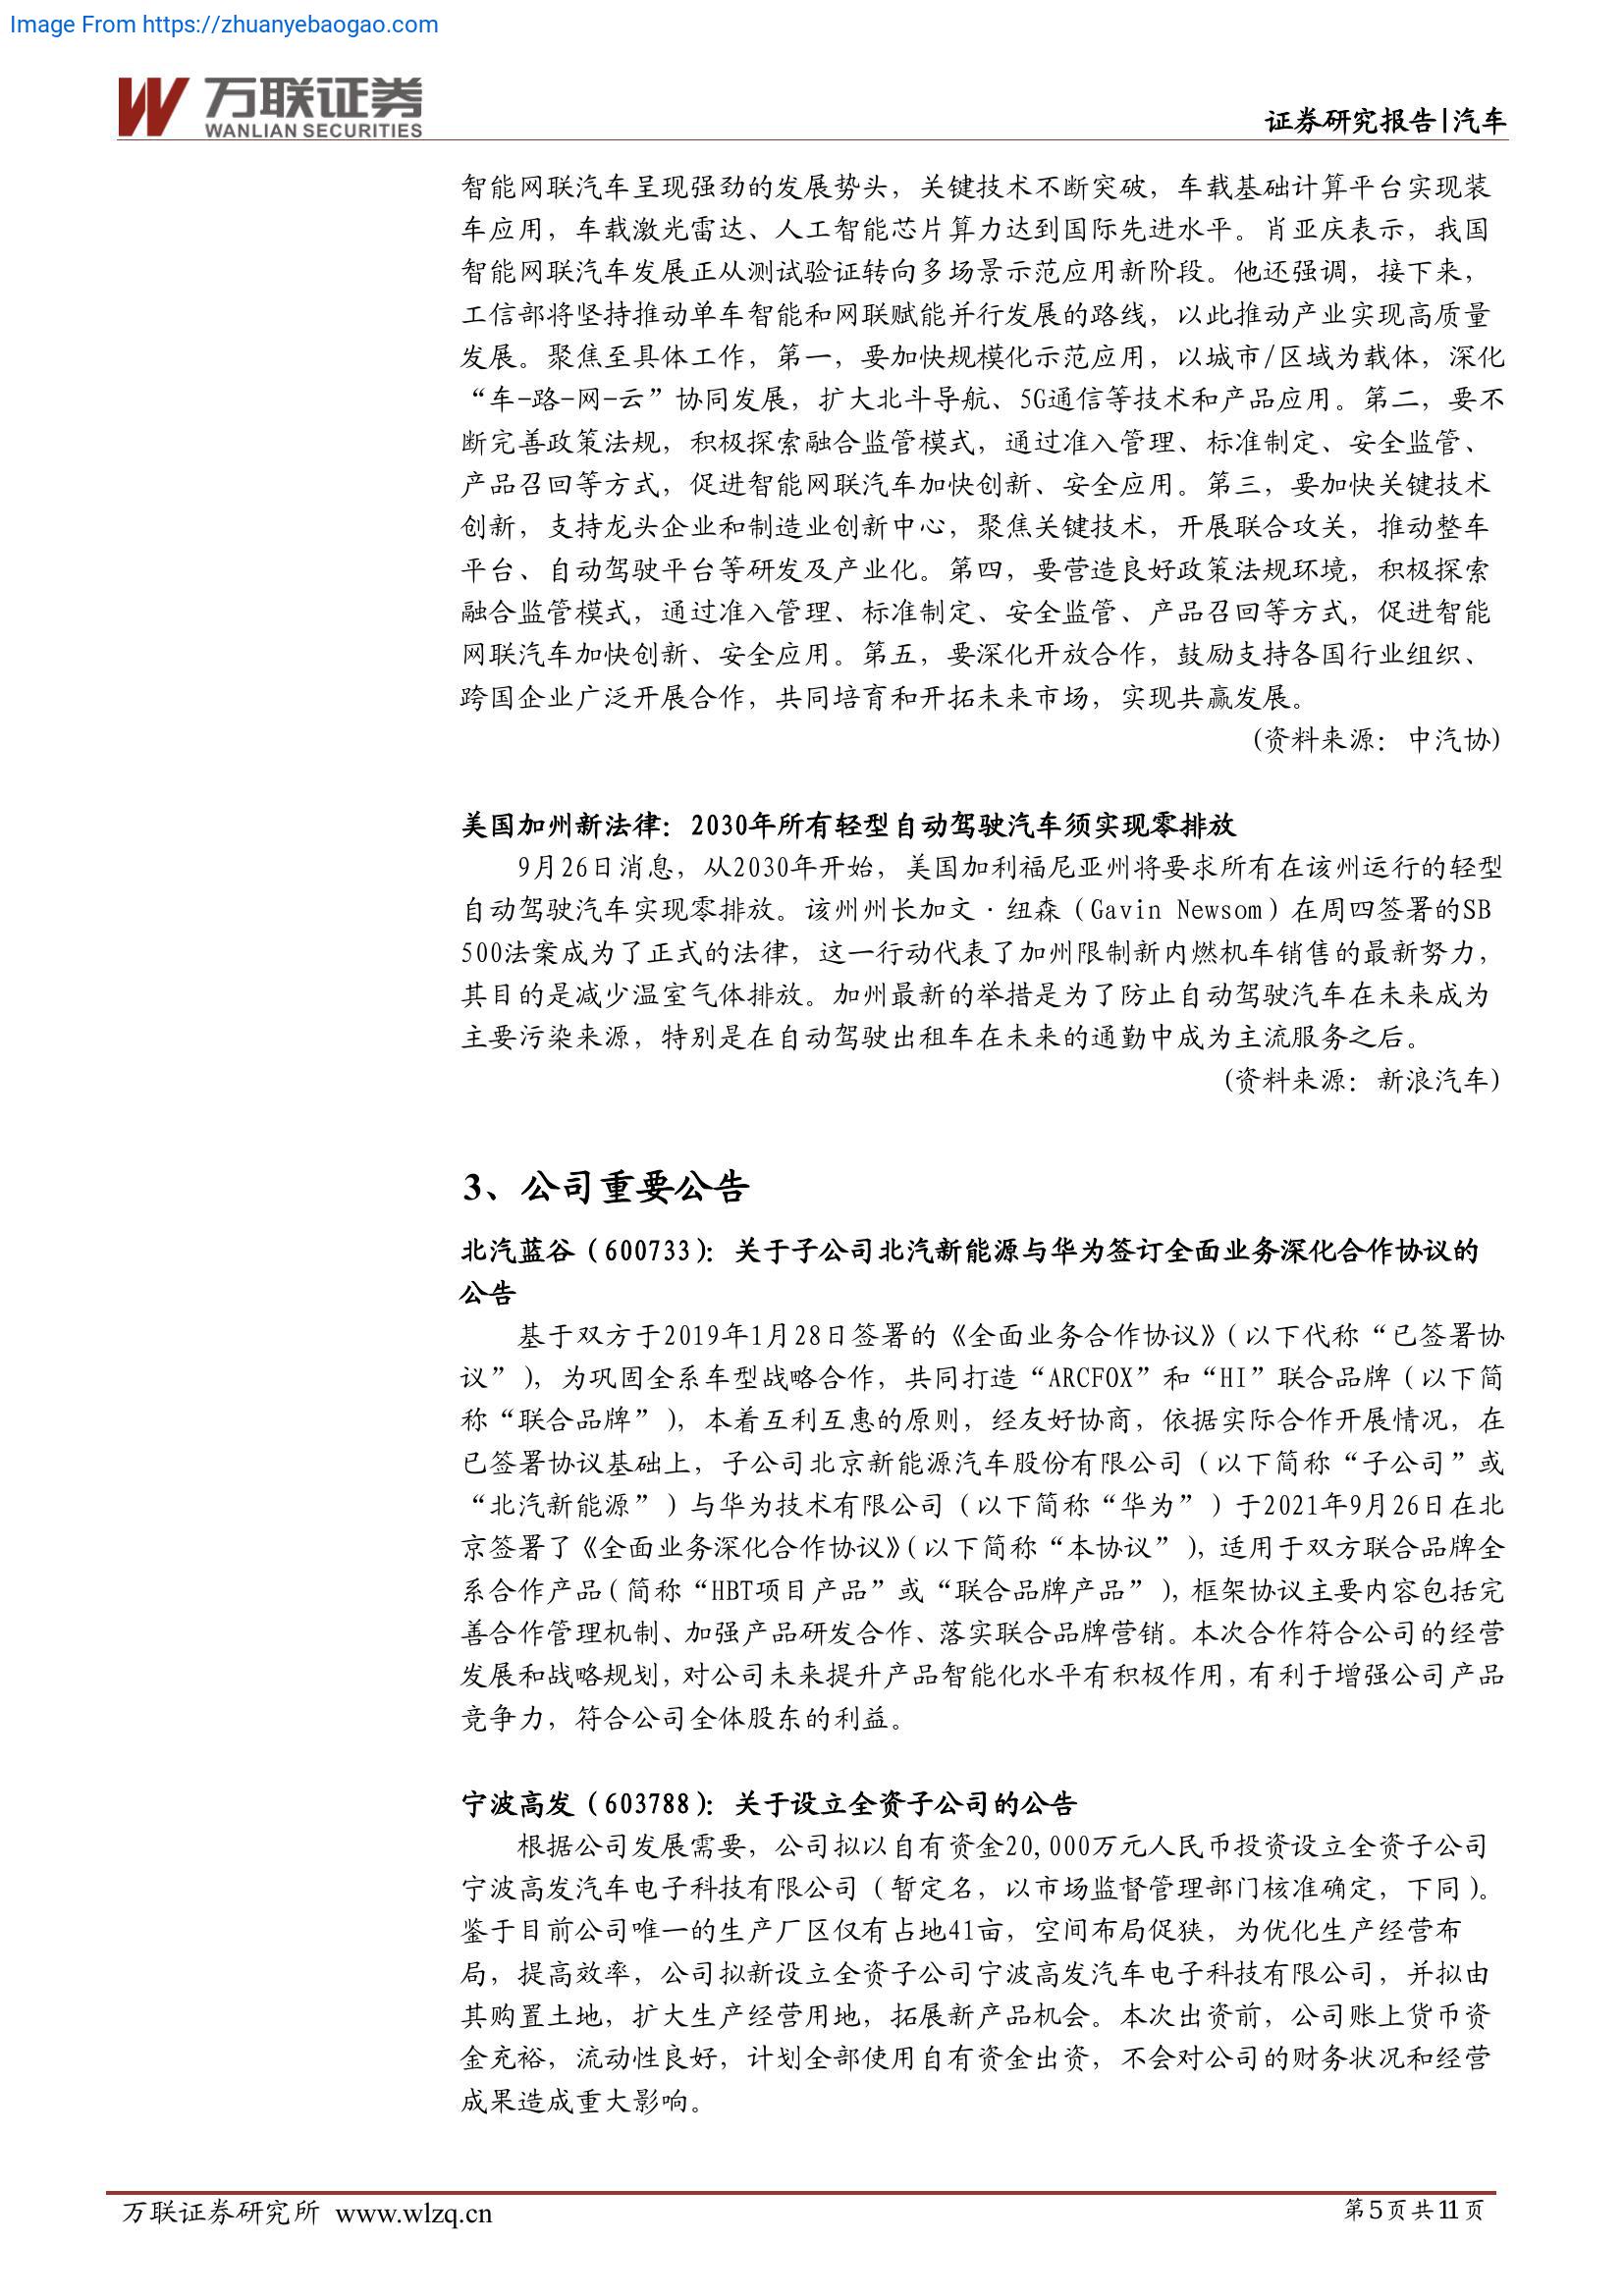 Image From https://zhuanyebaogao.com
万联证券
WANLIAN SECURITIES
证券研究报告|汽车
智能网联汽车呈现强劲的发展势头，关键技术不断突破，车载基础计算平台实现装
车应用，车载激光雷达、人工智能芯片算力达到国际先进水平。肖亚庆表示，我国
智能网联汽车发展正从测试验证转向多场景示范应用新阶段。他还强调，接下来，
工信部将坚持推动单车智能和网联赋能并行发展的路线，以此推动产业实现高质量
发展。聚焦至具体工作，第一，要加快规模化示范应用，以城市/区域为载体，深化
“车-路-网-云”协同发展，扩大北斗导航、5G通信等技术和产品应用。第二，要不
断完善政策法规，积极探索融合监管模式，通过准入管理、标准制定、安全监管、
产品召回等方式，促进智能网联汽车加快创新、安全应用。第三，要加快关键技术
创新，支持龙头企业和制造业创新中心，聚焦关键技术，开展联合攻关，推动整车
平台、自动驾驶平台等研发及产业化。第四，要营造良好政策法规环境，积极探索
融合监管模式，通过准入管理、标准制定、安全监管、产品召回等方式，促进智能
网联汽车加快创新、安全应用。第五，要深化开放合作，鼓励支持各国行业组织、
跨国企业广泛开展合作，共同培育和开拓未来市场，实现共赢发展。
(资料来源：中汽协)
美国加州新法律：2030年所有轻型自动驾驶汽车须实现零排放
9月26日消息，从2030年开始，美国加利福尼亚州将要求所有在该州运行的轻型
自动驾驶汽车实现零排放。该州州长加文·纽森（Gavin Newsom）在周四签署的SB
500法案成为了正式的法律，这一行动代表了加州限制新内燃机车销售的最新努力，
其目的是减少温室气体排放。加州最新的举措是为了防止自动驾驶汽车在未来成为
主要污染来源，特别是在自动驾驶出租车在未来的通勤中成为主流服务之后。
(资料来源：新浪汽车)
3、公司重要公告
北汽蓝谷（600733）：关于子公司北汽新能源与华为签订全面业务深化合作协议的
公告
基于双方于2019年1月28日签署的《全面业务合作协议》（以下代称“已签署协
议”），为巩固全系车型战略合作，共同打造“ARCFOX”和“HI”联合品牌（以下简
称“联合品牌”），本着互利互惠的原则，经友好协商，依据实际合作开展情况，在
已签署协议基础上，子公司北京新能源汽车股份有限公司（以下简称“子公司”或
“北汽新能源”）与华为技术有限公司（以下简称“华为”）于2021年9月26日在北
京签署了《全面业务深化合作协议》（以下简称“本协议”），适用于双方联合品牌全
系合作产品（简称“HBT项目产品”或“联合品牌产品”），框架协议主要内容包括完
善合作管理机制、加强产品研发合作、落实联合品牌营销。本次合作符合公司的经营
发展和战略规划，对公司未来提升产品智能化水平有积极作用，有利于增强公司产品
竞争力，符合公司全体股东的利益。
宁波高发（603788）：关于设立全资子公司的公告
根据公司发展需要，公司拟以自有资金20,000万元人民币投资设立全资子公司
宁波高发汽车电子科技有限公司（暂定名，以市场监督管理部门核准确定，下同）。
鉴于目前公司唯一的生产厂区仅有占地41亩，空间布局促狭，为优化生产经营布
局，提高效率，公司拟新设立全资子公司宁波高发汽车电子科技有限公司，并拟由
其购置土地，扩大生产经营用地，拓展新产品机会。本次出资前，公司账上货币资
金充裕，流动性良好，计划全部使用自有资金出资，不会对公司的财务状况和经营
成果造成重大影响。
万联证券研究所 www.wlzq.cn
第5页共11页